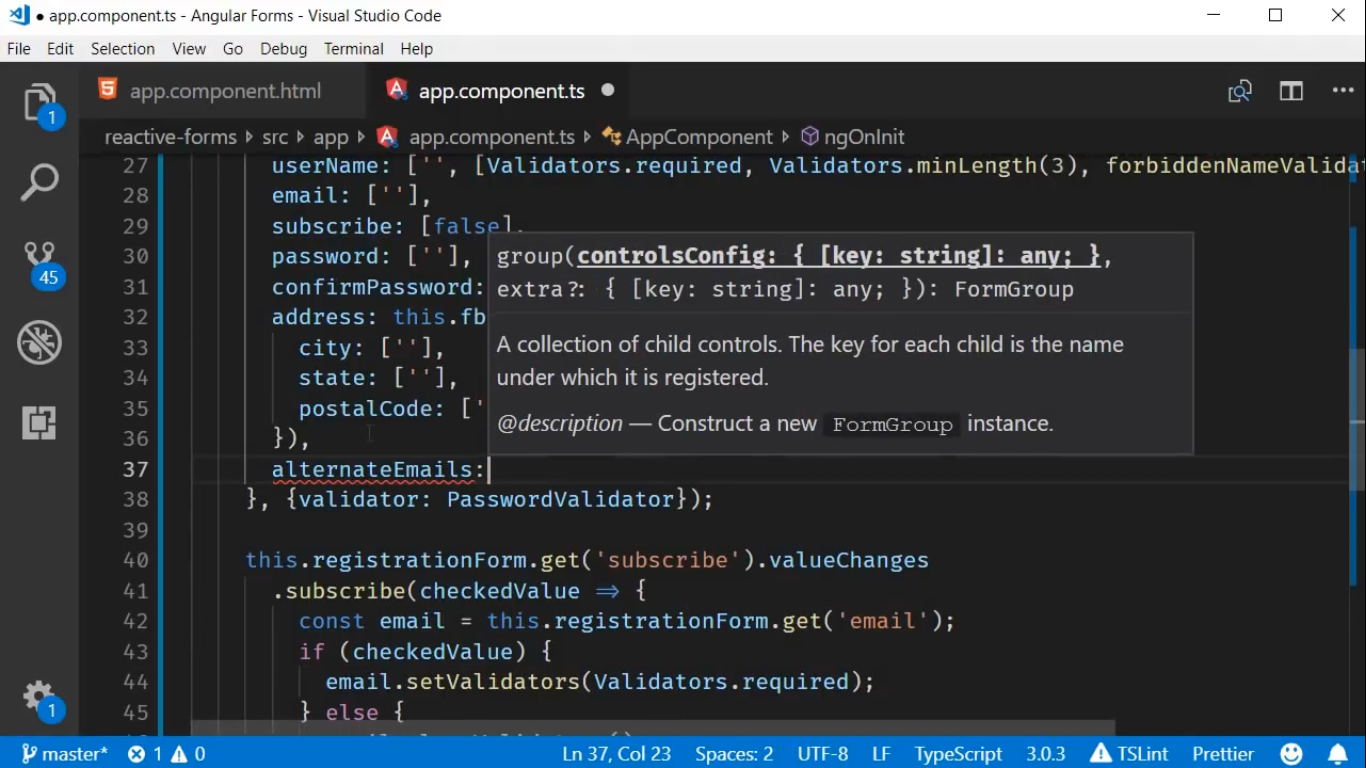 app.component.ts - Angular Forms - Visual Studio Code
File Edit Selection View Go Debug Terminal Help
app.component.html app.component.ts
reactive-forms src app app.component.ts AppComponent ngOnInit
27 userName: ['', [Validators.required, Validators.minLength(3), forbiddenNameValida
28 email: [''],
29 subscribe: [false],
30 password: [''],
31 confirmPassword:
32 address: this.fb
33 city: [''],
34 state: [''],
35 postalCode: ['
36 }),
37 alternateEmails:
38 }, {validator: PasswordValidator});
39
40 this.registrationForm.get('subscribe').valueChanges
41 .subscribe(checkedValue => {
42 const email = this.registrationForm.get('email');
43 if (checkedValue) {
44 email.setValidators(Validators.required);
45 } else {
group(controlsConfig: { [key: string]: any; },
extra?: { [key: string]: any; }): FormGroup
A collection of child controls. The key for each child is the name
under which it is registered.
@description — Construct a new FormGroup instance.
1
45
1
master* 1 0 Ln 37, Col 23 Spaces: 2 UTF-8 LF TypeScript 3.0.3 TSLint Prettier